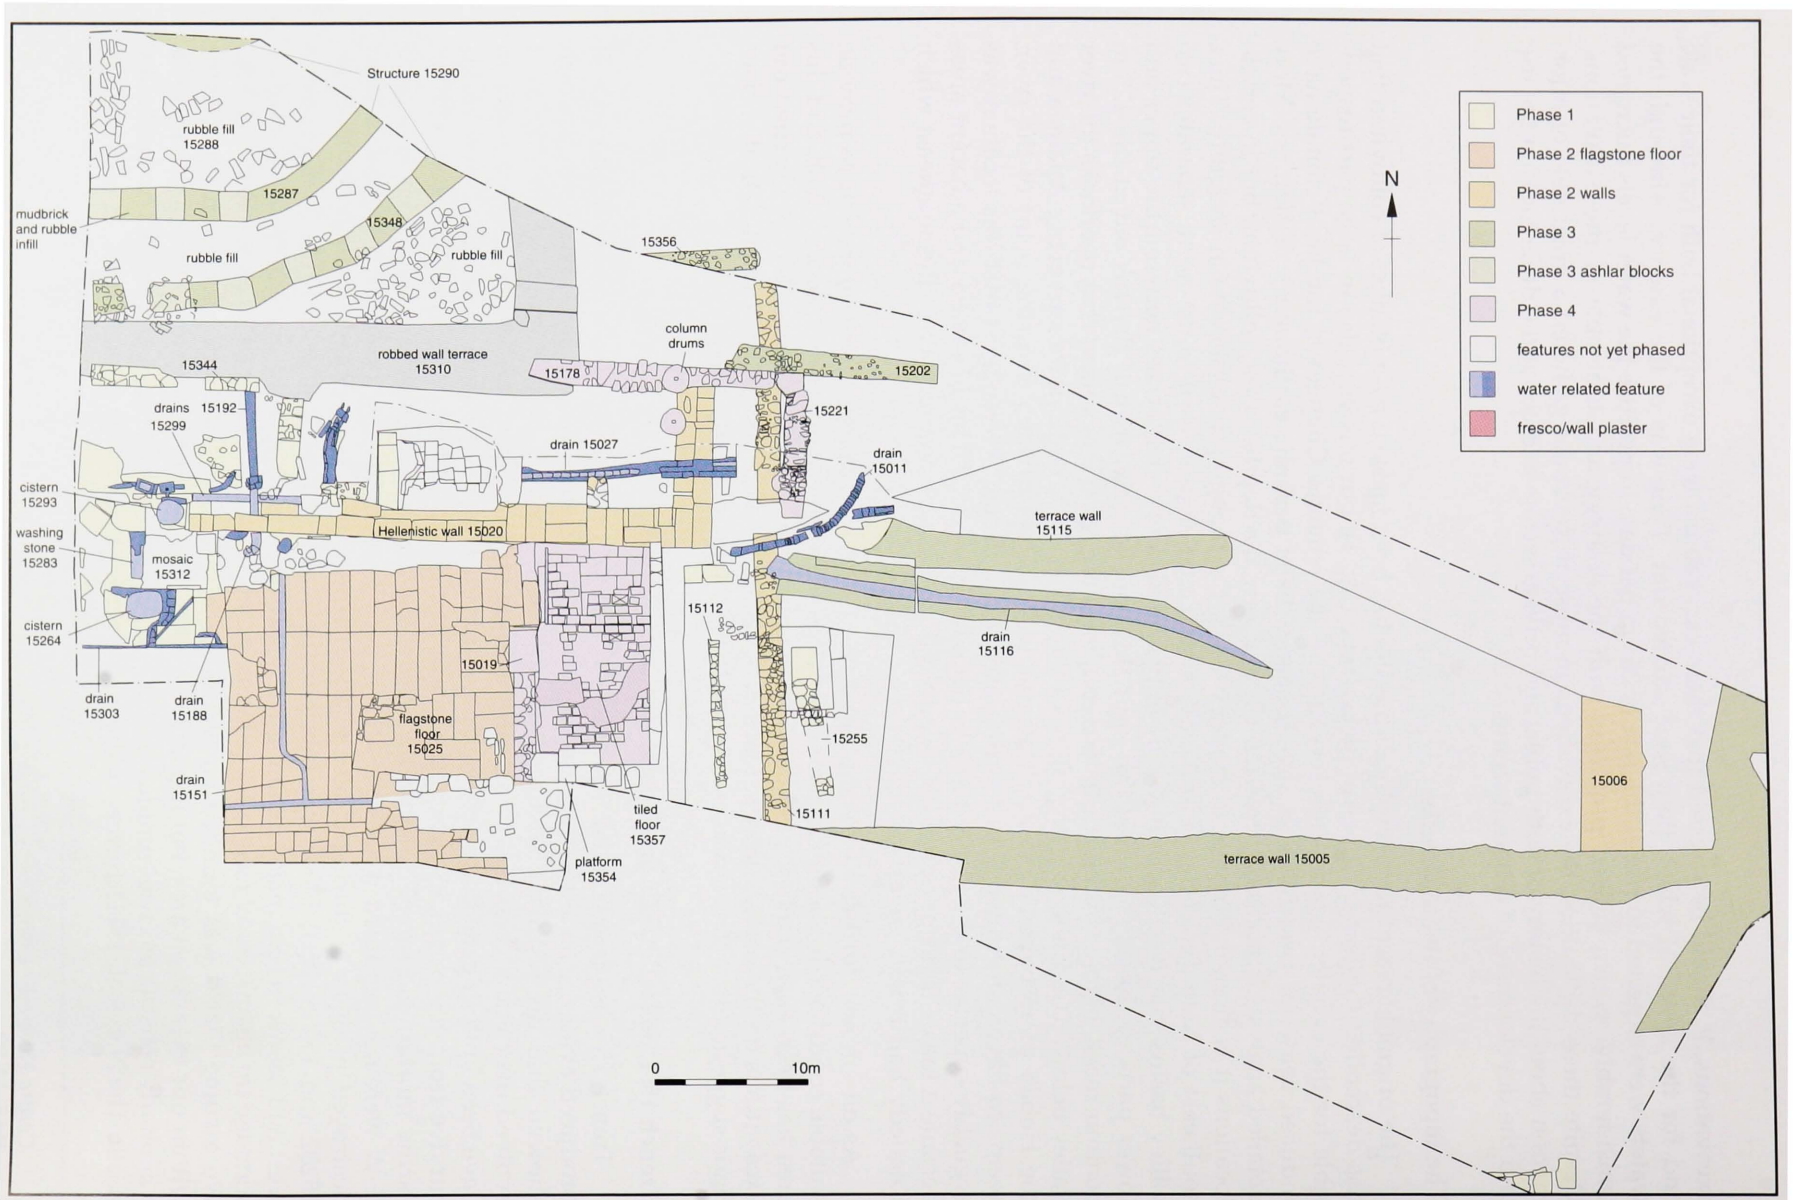 Structure 15290
rubble fill
15288
15287
mudbrick
and rubble
infill
15348
rubble fill
rubble fill
15356
column
drums
robbed wall terrace
15310
15344
15178
15202
drains 15192
15299
15221
drain 15027
drain
15011
cistern
15293
Hellenistic wall 15020
washing
stone
15283
mosaic
15312
terrace wall
15115
cistern
15264
15112
drain
15116
15019
drain
15303
drain
15188
flagstone
floor
15025
15255
drain
15151
15006
15111
tiled
floor
15357
platform
15354
terrace wall 15005
0 10m
N
Phase 1
Phase 2 flagstone floor
Phase 2 walls
Phase 3
Phase 3 ashlar blocks
Phase 4
features not yet phased
water related feature
fresco/wall plaster